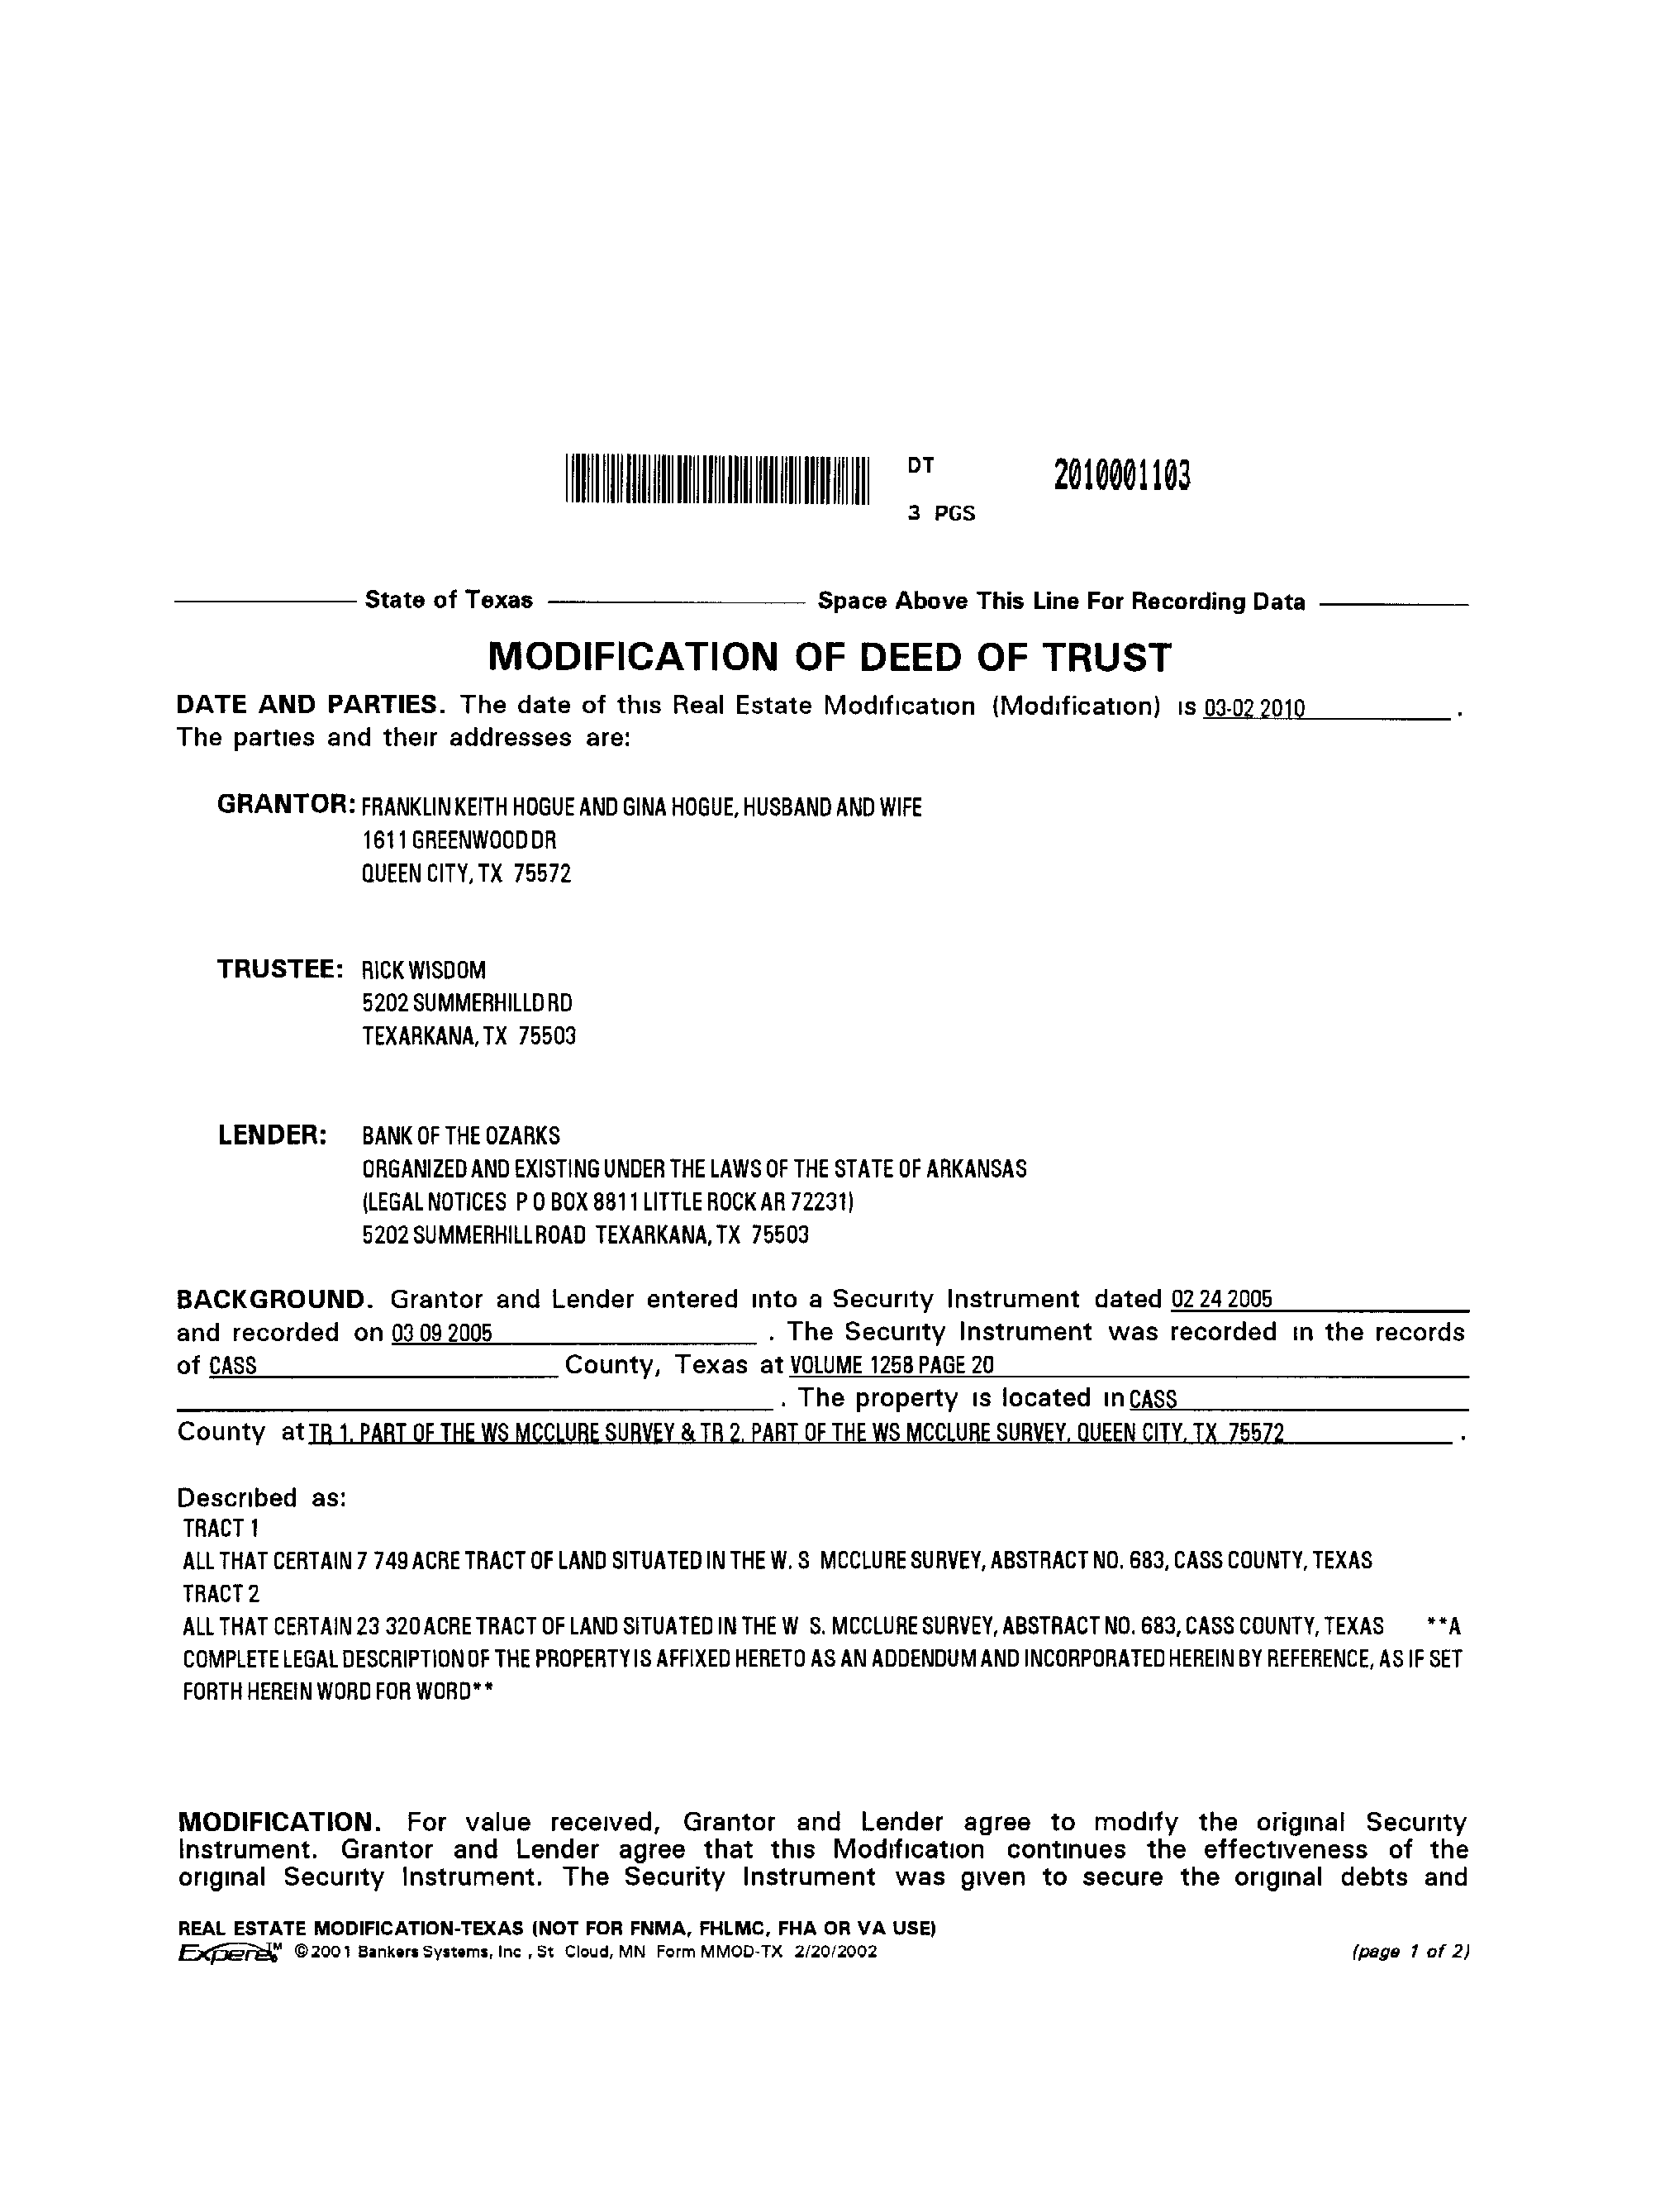 DT 2010001103
3 PGS
State of Texas Space Above This Line For Recording Data
MODIFICATION OF DEED OF TRUST
DATE AND PARTIES. The date of this Real Estate Modification (Modification) is 03-02 2010 .
The parties and their addresses are:
GRANTOR: FRANKLIN KEITH HOGUE AND GINA HOGUE, HUSBAND AND WIFE
1611 GREENWOOD DR
QUEEN CITY, TX 75572
TRUSTEE: RICK WISDOM
5202 SUMMERHILLD RD
TEXARKANA, TX 75503
LENDER: BANK OF THE OZARKS
ORGANIZED AND EXISTING UNDER THE LAWS OF THE STATE OF ARKANSAS
(LEGAL NOTICES P O BOX 8811 LITTLE ROCK AR 72231)
5202 SUMMERHILL ROAD TEXARKANA, TX 75503
BACKGROUND. Grantor and Lender entered into a Security Instrument dated 02 24 2005
and recorded on 03 09 2005 . The Security Instrument was recorded in the records
of CASS County, Texas at VOLUME 1258 PAGE 20
. The property is located in CASS
County at TR 1, PART OF THE WS MCCLURE SURVEY & TR 2, PART OF THE WS MCCLURE SURVEY, QUEEN CITY, TX 75572 .
Described as:
TRACT 1
ALL THAT CERTAIN 7 749 ACRE TRACT OF LAND SITUATED IN THE W. S MCCLURE SURVEY, ABSTRACT NO. 683, CASS COUNTY, TEXAS
TRACT 2
ALL THAT CERTAIN 23 320 ACRE TRACT OF LAND SITUATED IN THE W S. MCCLURE SURVEY, ABSTRACT NO. 683, CASS COUNTY, TEXAS **A
COMPLETE LEGAL DESCRIPTION OF THE PROPERTY IS AFFIXED HERETO AS AN ADDENDUM AND INCORPORATED HEREIN BY REFERENCE, AS IF SET
FORTH HEREIN WORD FOR WORD**
MODIFICATION. For value received, Grantor and Lender agree to modify the original Security
Instrument. Grantor and Lender agree that this Modification continues the effectiveness of the
original Security Instrument. The Security Instrument was given to secure the original debts and
REAL ESTATE MODIFICATION-TEXAS (NOT FOR FNMA, FHLMC, FHA OR VA USE)
Expere™ ©2001 Bankers Systems, Inc , St Cloud, MN Form MMOD-TX 2/20/2002 (page 1 of 2)